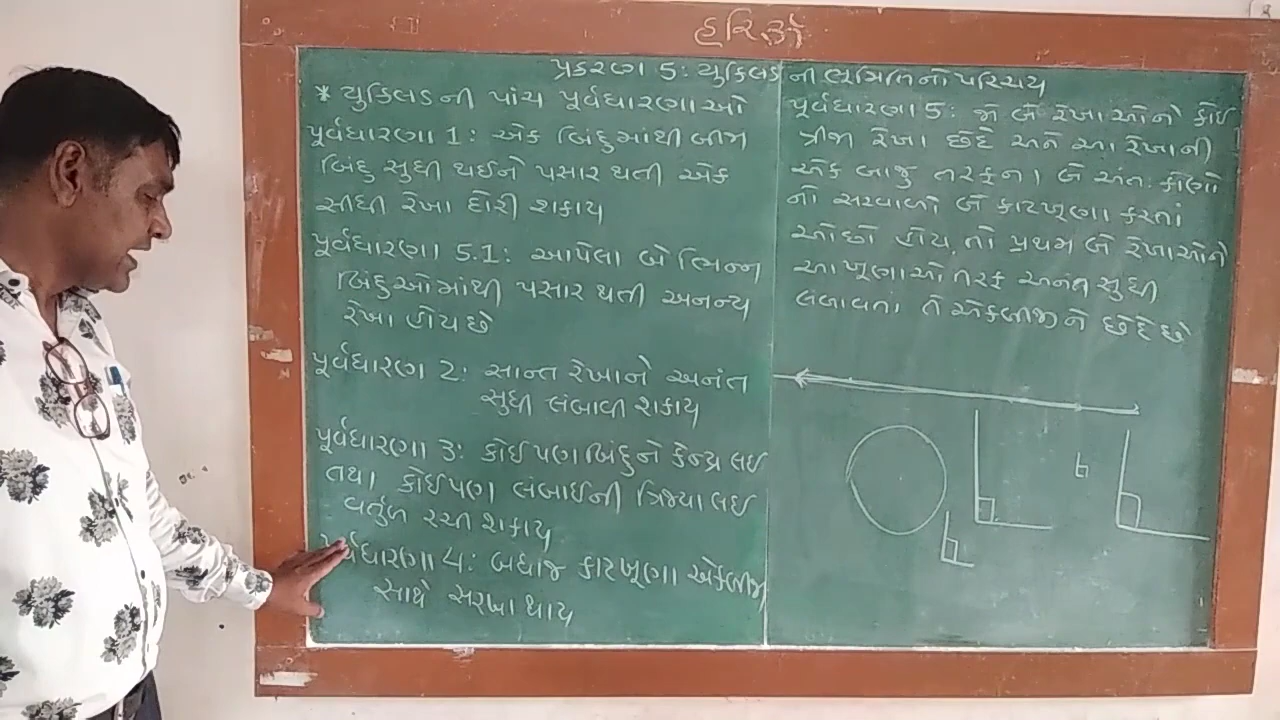 હરિ ૐ
પ્રકરણ 5: યુકિલડની ભૂમિતિનો પરિચય
* યુકિલડની પાંચ પૂર્વધારણાઓ
પૂર્વધારણા 1: એક બિંદુમાંથી બીજા
બિંદુ સુધી થઈને પસાર થતી એક
સીધી રેખા દોરી શકાય
પૂર્વધારણા 5.1: આપેલા બે ભિન્ન
બિંદુઓમાંથી પસાર થતી અનન્ય
રેખા હોય છે
પૂર્વધારણા 2: સાન્ત રેખાને અનંત
સુધી લંબાવી શકાય
પૂર્વધારણા 3: કોઈપણ બિંદુને કેન્દ્ર લઈ
તથા કોઈપણ લંબાઈની ત્રિજ્યા લઈ
વર્તુળ રચી શકાય
પૂર્વધારણા 4: બધાજ કાટખૂણા એકબીજા
સાથે સરખા થાય
પૂર્વધારણા 5: જો બે રેખાઓને કોઈ
ત્રીજી રેખા છેદે અને આ રેખાની
એક બાજુ તરફના બે અંતઃ કોણો
નો સરવાળો બે કાટખૂણા કરતાં
ઓછો હોય તો પ્રથમ બે રેખાઓને
આ ખૂણાઓ તરફ અનંત સુધી
લંબાવતા તે એકબીજાને છેદે છે